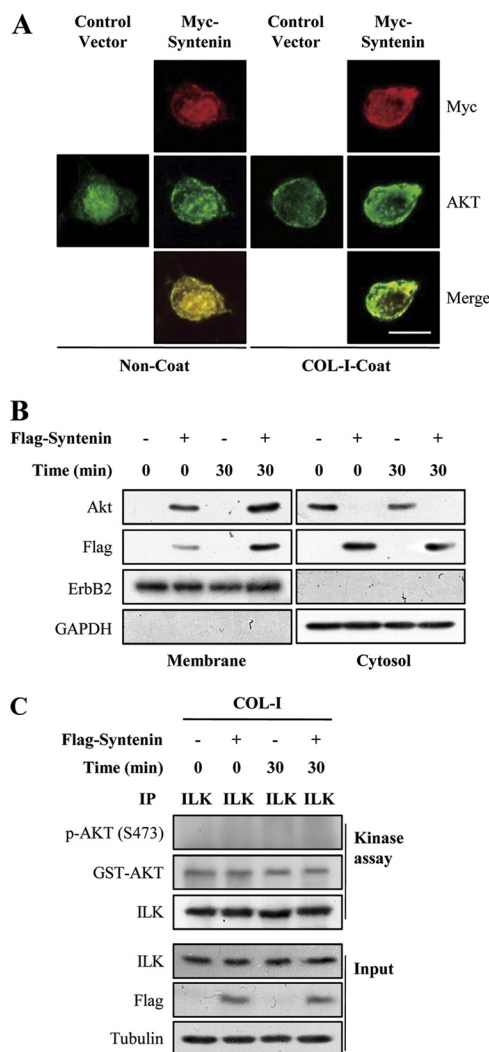 A
Control Vector
Myc-Syntenin
Control Vector
Myc-Syntenin
Myc
AKT
Merge
Non-Coat
COL-I-Coat
B
Flag-Syntenin - + - + - + - +
Time (min) 0 0 30 30 0 0 30 30
Akt
Flag
ErbB2
GAPDH
Membrane
Cytosol
C
COL-I
Flag-Syntenin - + - +
Time (min) 0 0 30 30
IP ILK ILK ILK ILK
p-AKT (S473)
GST-AKT
ILK
Kinase assay
ILK
Flag
Tubulin
Input